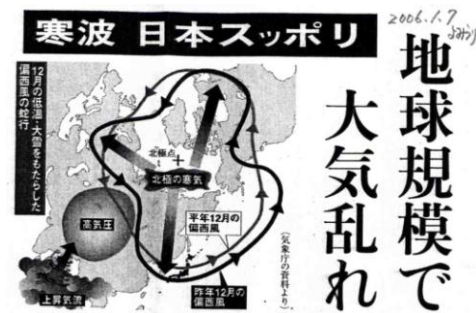 2006.1.7
よみうり
地球規模で
大気乱れ
寒波 日本スッポリ
12月の低温・大雪をもたらした
偏西風の蛇行
北極点
北極の寒気
高気圧
平年12月の
偏西風
上昇気流
昨年12月の
偏西風
(気象庁の資料より)